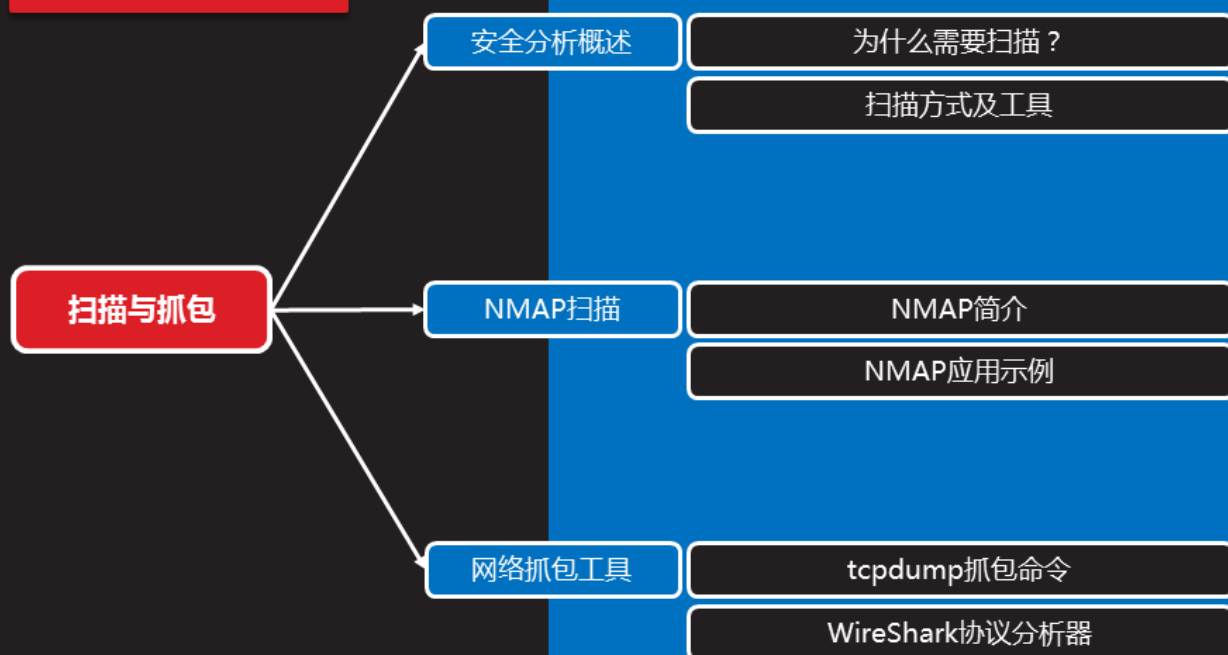 安全分析概述
为什么需要扫描？
扫描方式及工具
扫描与抓包
NMAP扫描
NMAP简介
NMAP应用示例
网络抓包工具
tcpdump抓包命令
WireShark协议分析器